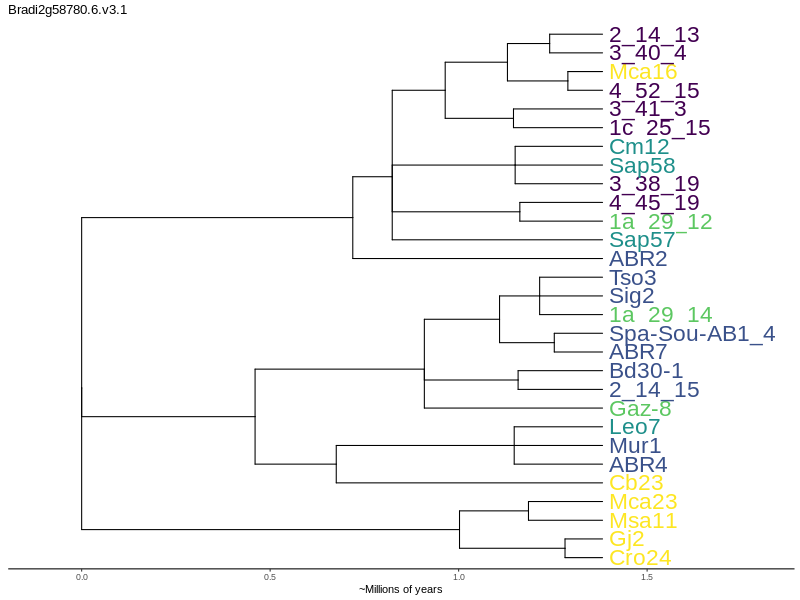 Bradi2g58780.6.v3.1
2_14_13
3_40_4
Mca16
4_52_15
3_41_3
1c_25_15
Cm12
Sap58
3_38_19
4_45_19
1a_29_12
Sap57
ABR2
Tso3
Sig2
1a_29_14
Spa-Sou-AB1_4
ABR7
Bd30-1
2_14_15
Gaz-8
Leo7
Mur1
ABR4
Cb23
Mca23
Msa11
Gj2
Cro24
0.0 0.5 1.0 1.5
~Millions of years